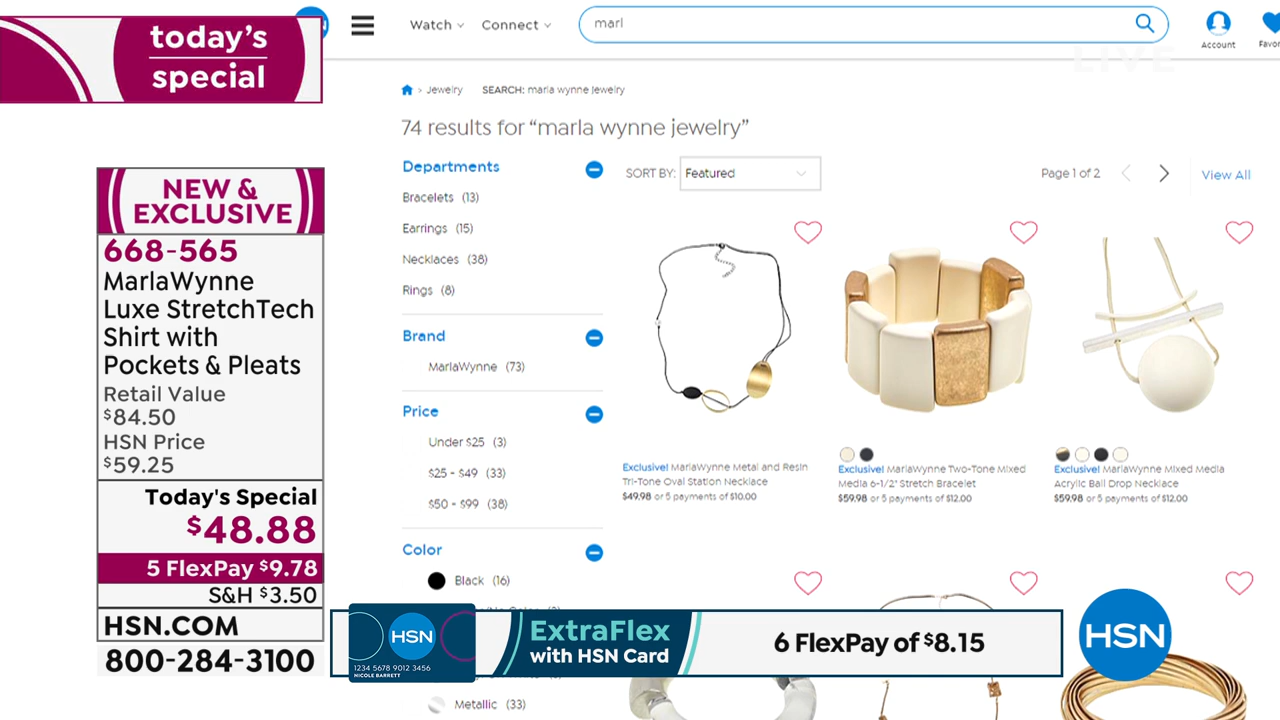 today's
special
Watch
Connect
marl
Account
Favor
LIVE
Jewelry
SEARCH: marla wynne jewelry
74 results for “marla wynne jewelry”
Departments
Bracelets (13)
Earrings (15)
Necklaces (38)
Rings (8)
Brand
MarlaWynne (73)
Price
Under $25 (3)
$25 - $49 (33)
$50 - $99 (38)
Color
Black (16)
Metallic (33)
SORT BY: Featured
Page 1 of 2
View All
Exclusive! MarlaWynne Metal and Resin
Tri-Tone Oval Station Necklace
$49.98 or 5 payments of $10.00
Exclusive! MarlaWynne Two-Tone Mixed
Media 6-1/2" Stretch Bracelet
$59.98 or 5 payments of $12.00
Exclusive! MarlaWynne Mixed Media
Acrylic Ball Drop Necklace
$59.98 or 5 payments of $12.00
NEW &
EXCLUSIVE
668-565
MarlaWynne
Luxe StretchTech
Shirt with
Pockets & Pleats
Retail Value
$84.50
HSN Price
$59.25
Today's Special
$48.88
5 FlexPay $9.78
S&H $3.50
HSN.COM
800-284-3100
HSN
1234 5678 9012 3456
NICOLE BARRETT
ExtraFlex
with HSN Card
6 FlexPay of $8.15
HSN